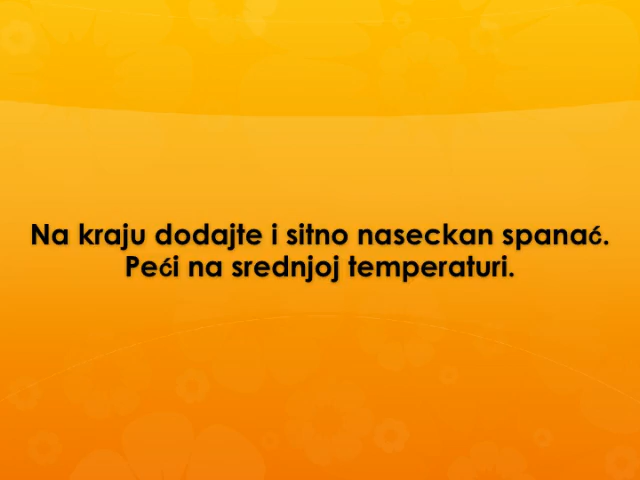 Na kraju dodajte i sitno naseckan spanać.
Peći na srednjoj temperaturi.